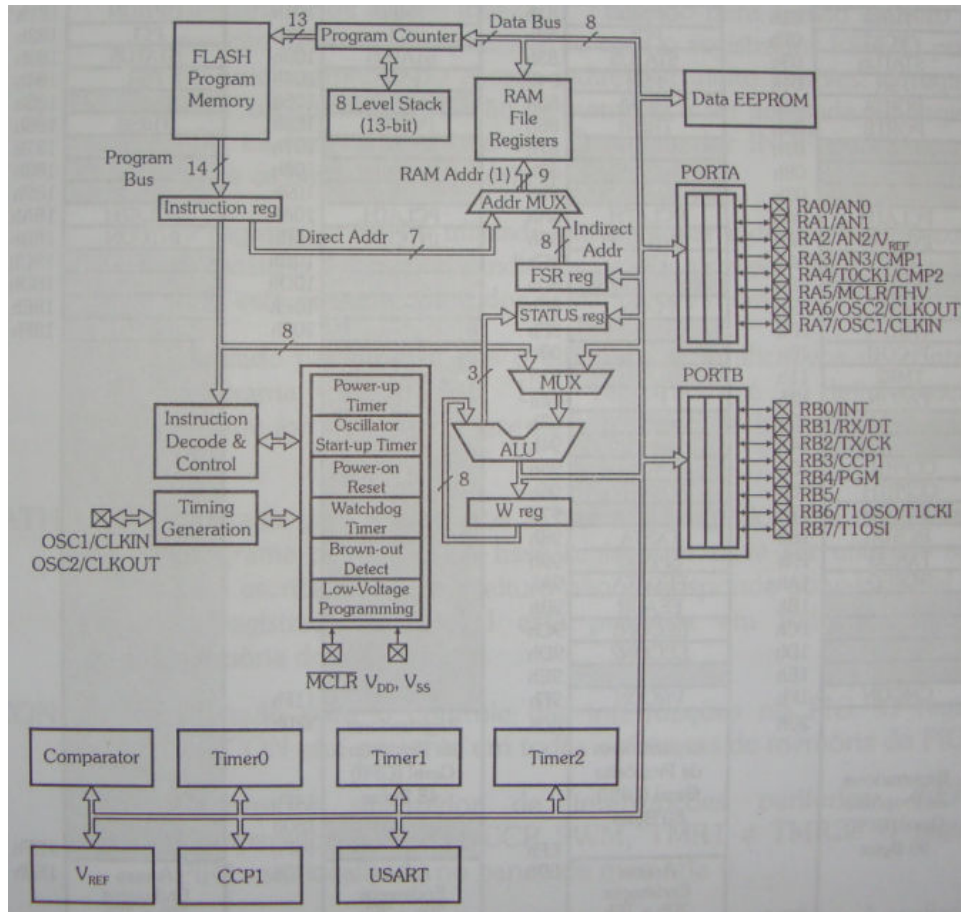 13
Program Counter
Data Bus
8
FLASH
Program
Memory
8 Level Stack
(13-bit)
RAM
File
Registers
Data EEPROM
Program
Bus
14
RAM Addr (1)
9
PORTA
Instruction reg
Addr MUX
Direct Addr
7
8
Indirect
Addr
FSR reg
STATUS reg
RA0/AN0
RA1/AN1
RA2/AN2/VREF
RA3/AN3/CMP1
RA4/T0CK1/CMP2
RA5/MCLR/THV
RA6/OSC2/CLKOUT
RA7/OSC1/CLKIN
8
3
MUX
PORTB
Power-up
Timer
Oscillator
Start-up Timer
Power-on
Reset
Watchdog
Timer
Brown-out
Detect
Low-Voltage
Programming
Instruction
Decode &
Control
ALU
8
W reg
Timing
Generation
OSC1/CLKIN
OSC2/CLKOUT
RB0/INT
RB1/RX/DT
RB2/TX/CK
RB3/CCP1
RB4/PGM
RB5/
RB6/T1OSO/T1CKI
RB7/T1OSI
MCLR VDD, VSS
Comparator
Timer0
Timer1
Timer2
VREF
CCP1
USART